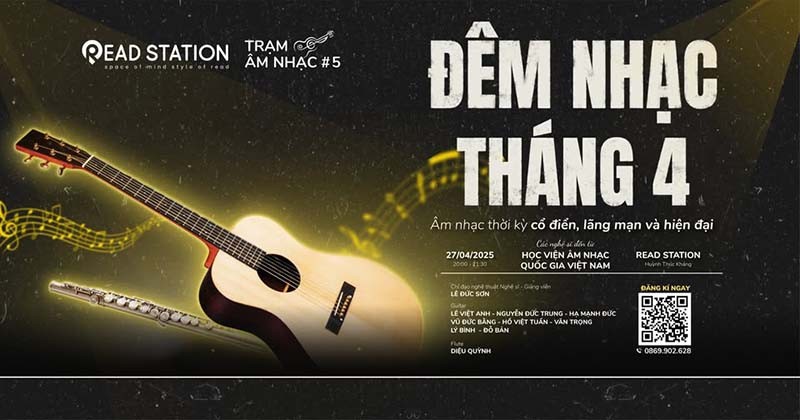 READ STATION
space of mind style of read
TRẠM
ÂM NHẠC #5
ĐÊM NHẠC
THÁNG 4
Âm nhạc thời kỳ cổ điển, lãng mạn và hiện đại
Các nghệ sĩ đến từ
27/04/2025
20:00 - 21:30
HỌC VIỆN ÂM NHẠC
QUỐC GIA VIỆT NAM
READ STATION
Huỳnh Thúc Kháng
Chỉ đạo nghệ thuật Nghệ sĩ - Giảng viên
LÊ ĐỨC SƠN
Guitar
LÊ VIỆT ANH - NGUYỄN ĐỨC TRUNG - HẠ MẠNH ĐỨC
VŨ ĐỨC BẰNG - HỒ VIỆT TUẤN - VĂN TRỌNG
LÝ BÌNH - ĐỖ BẢN
Flute
DIỆU QUỲNH
ĐĂNG KÍ NGAY
0869.902.628